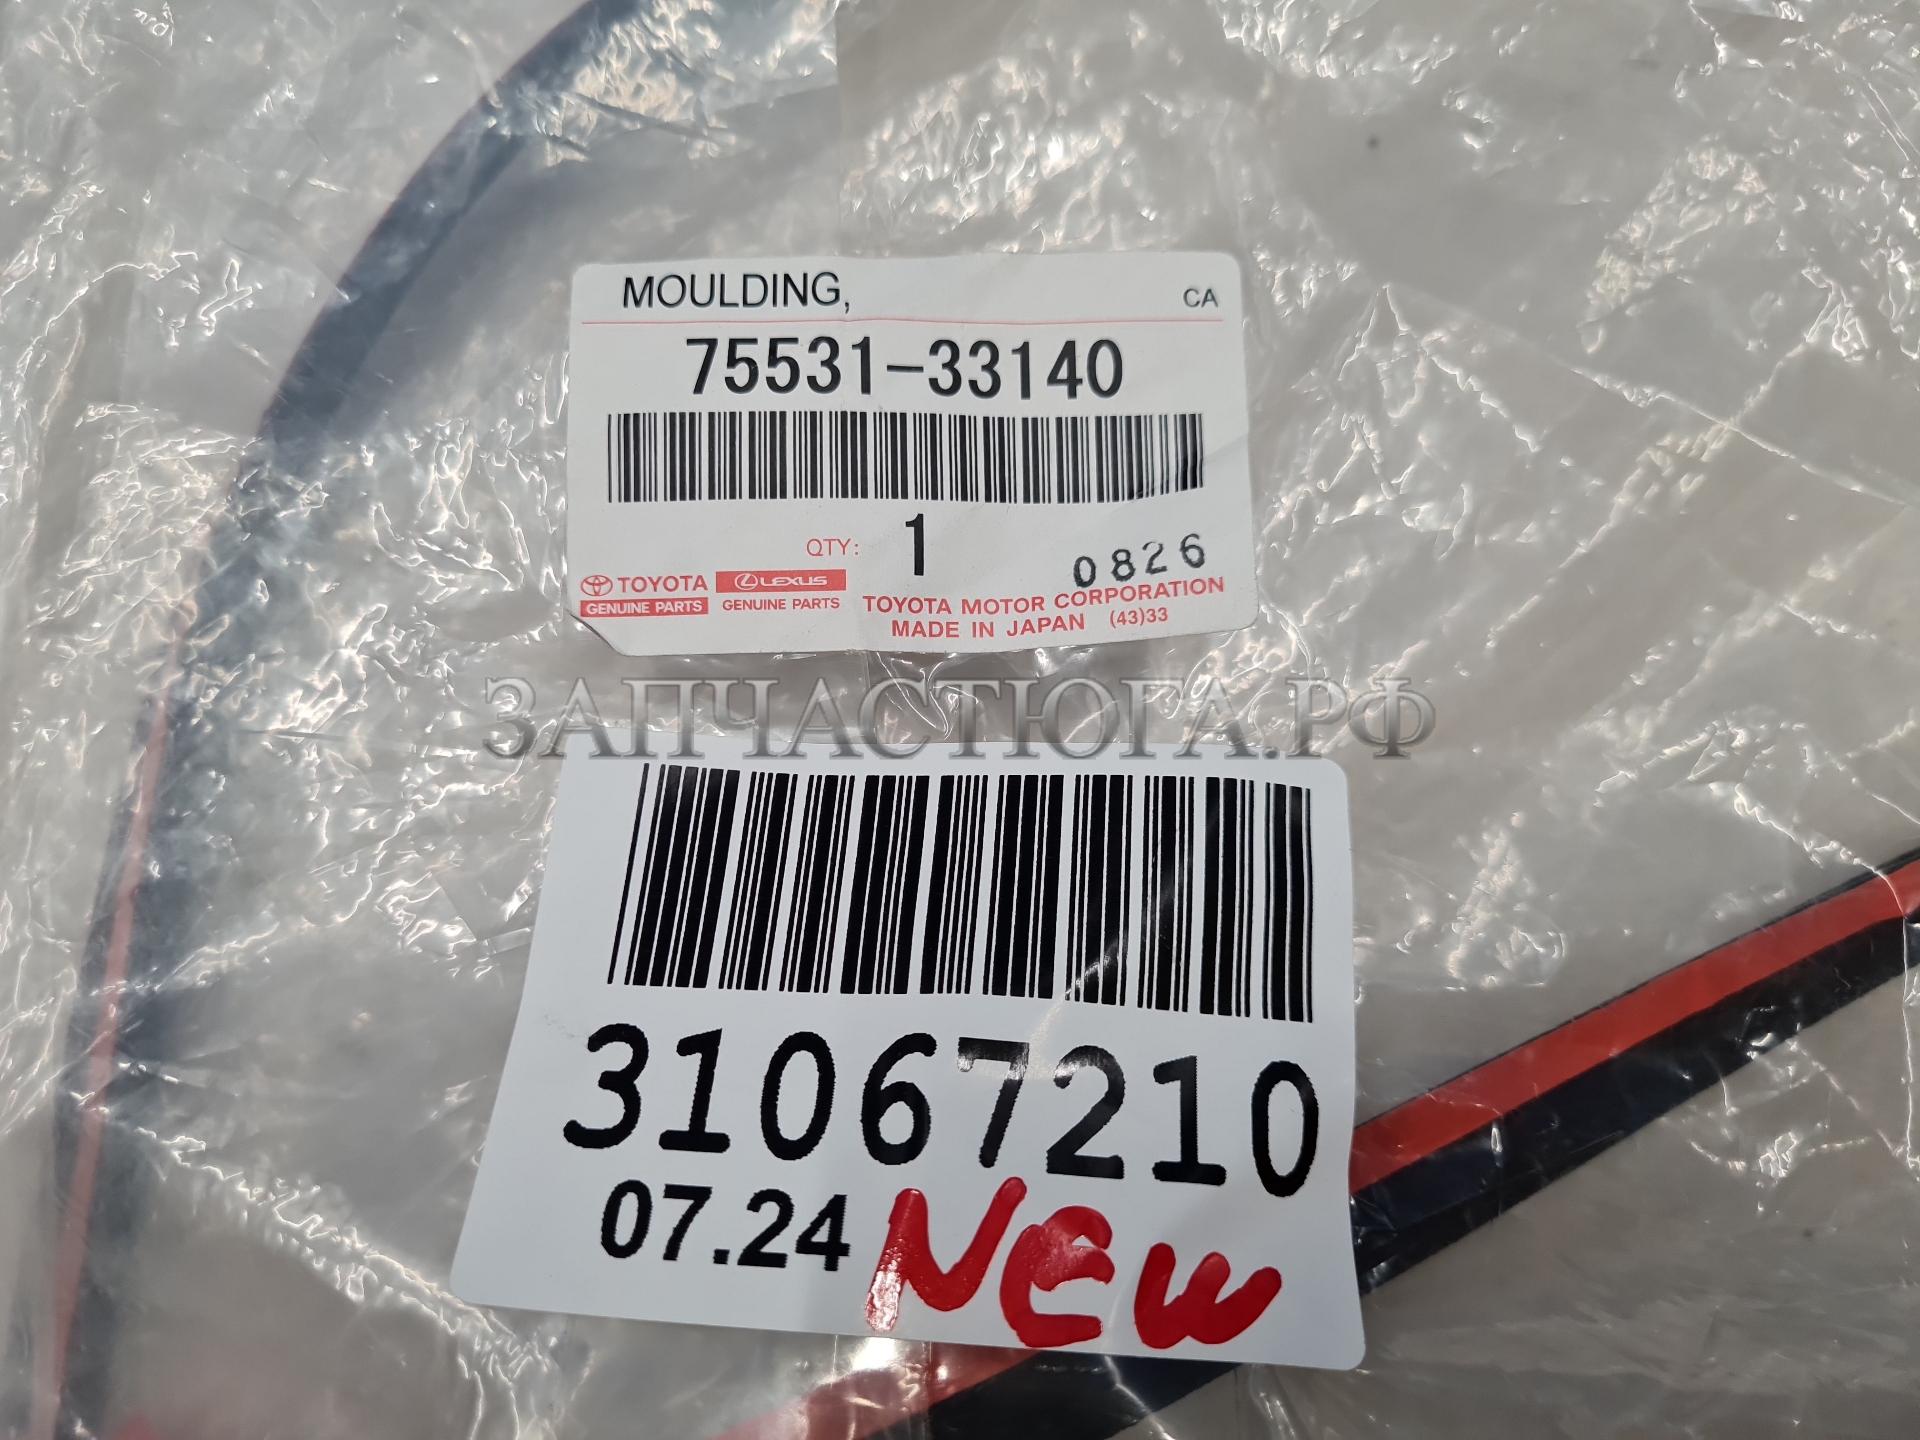 MOULDING, CA
75531-33140
QTY: 1 0826
TOYOTA LEXUS TOYOTA MOTOR CORPORATION
GENUINE PARTS GENUINE PARTS MADE IN JAPAN (43)33
ЗАПЧАСТЮГА.РФ
31067210
07.24 NEW